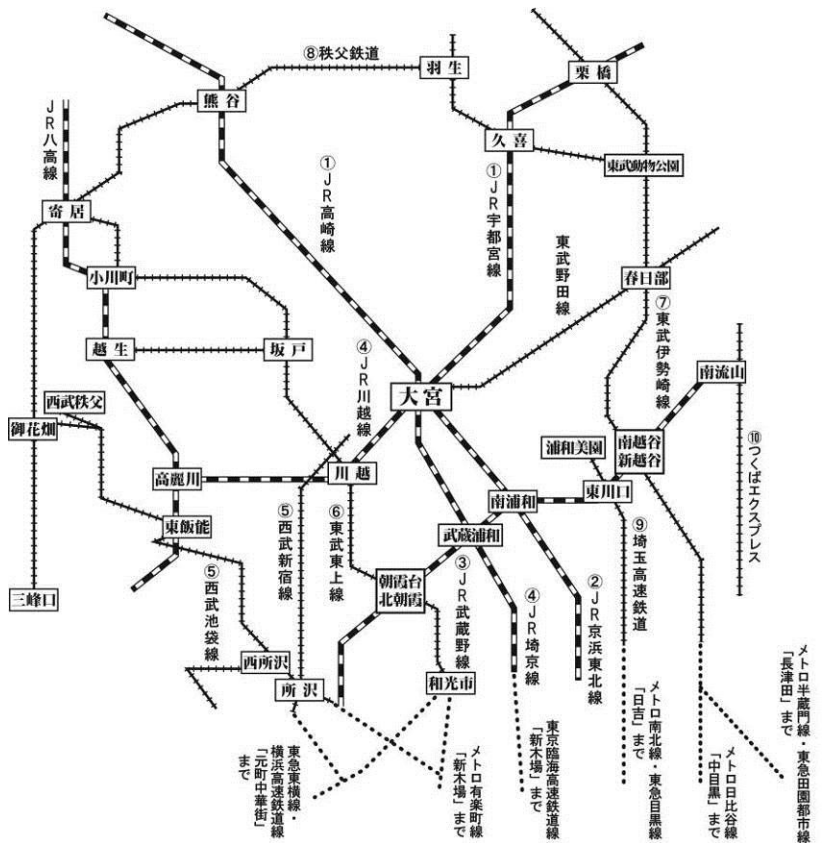 ⑧秩父鉄道
羽生
栗橋
熊谷
久喜
東武動物公園
JR八高線
①JR高崎線
①JR宇都宮線
寄居
東武野田線
小川町
春日部
⑦東武伊勢崎線
越生
坂戸
④JR川越線
南流山
大宮
西武秩父
御花畑
浦和美園
南越谷
新越谷
⑩つくばエクスプレス
高麗川
川越
東川口
南浦和
東飯能
⑤西武新宿線
⑥東武東上線
武蔵浦和
⑨埼玉高速鉄道
三峰口
⑤西武池袋線
朝霞台
北朝霞
③JR武蔵野線
④JR埼京線
②JR京浜東北線
西所沢
所沢
和光市
東急東横線・
横浜高速鉄道線
「元町中華街」
まで
メトロ有楽町線
「新木場」まで
東京臨海高速鉄道線
「新木場」まで
メトロ南北線・東急目黒線
「日吉」まで
メトロ日比谷線
「中目黒」まで
メトロ半蔵門線・東急田園都市線
「長津田」まで